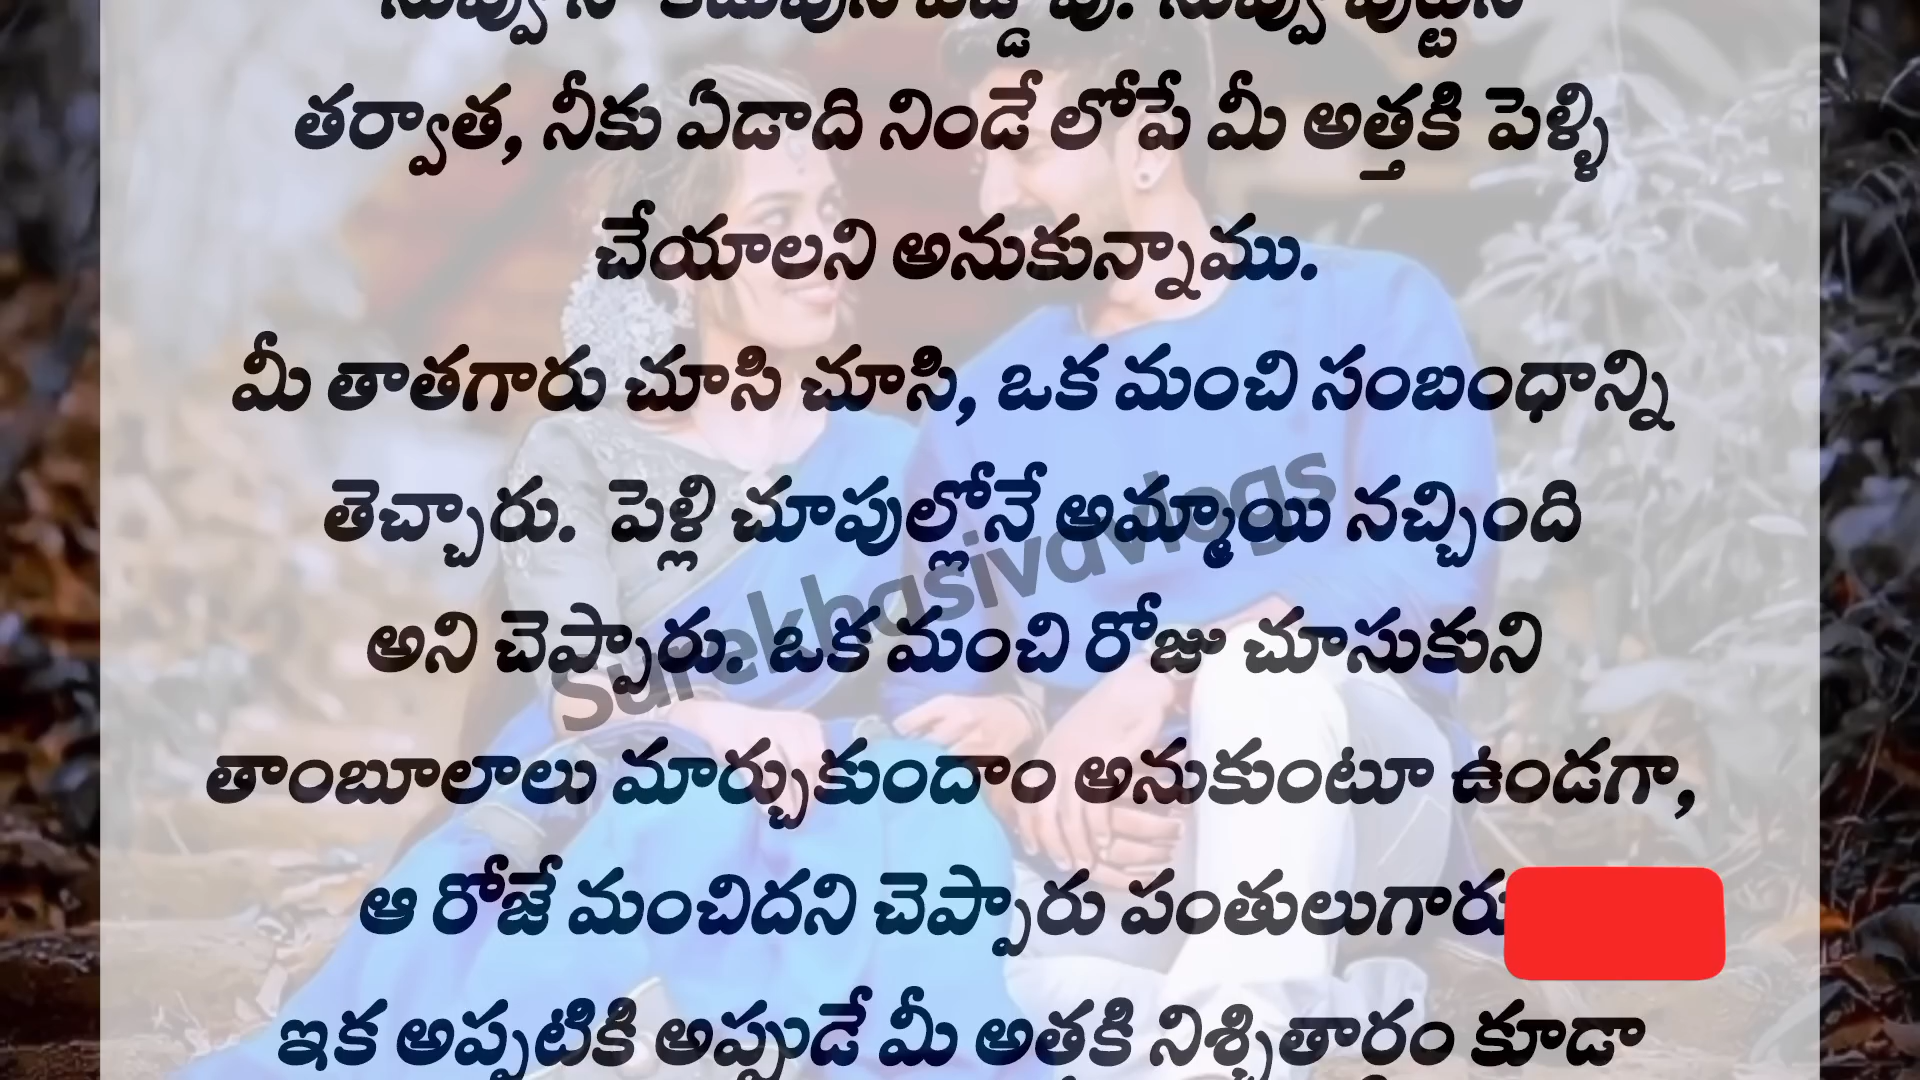 తర్వాత, నీకు ఏడాది నిండే లోపే మీ అత్తకి పెళ్ళి
చేయాలని అనుకున్నాము.
మీ తాతగారు చూసి చూసి, ఒక మంచి సంబంధాన్ని
తెచ్చారు. పెళ్లి చూపుల్లోనే అమ్మాయి నచ్చింది
అని చెప్పారు. ఒక మంచి రోజు చూసుకుని
తాంబూలాలు మార్చుకుందాం అనుకుంటూ ఉండగా,
ఆ రోజే మంచిదని చెప్పారు పంతులుగారు
ఇక అప్పటికి అప్పుడే మీ అత్తకి నిశ్చితార్థం కూడా
Surekhasivavlogs